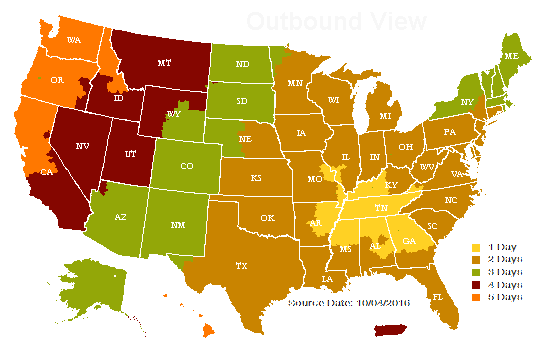 Outbound View
WA
OR
CA
NV
ID
MT
WY
UT
AZ
CO
NM
ND
SD
NE
KS
OK
TX
MN
IA
MO
AR
LA
WI
IL
MI
IN
OH
KY
TN
MS
AL
GA
FL
SC
NC
VA
WV
PA
NY
ME
1 Day
2 Days
3 Days
4 Days
5 Days
Source Date: 10/04/2016